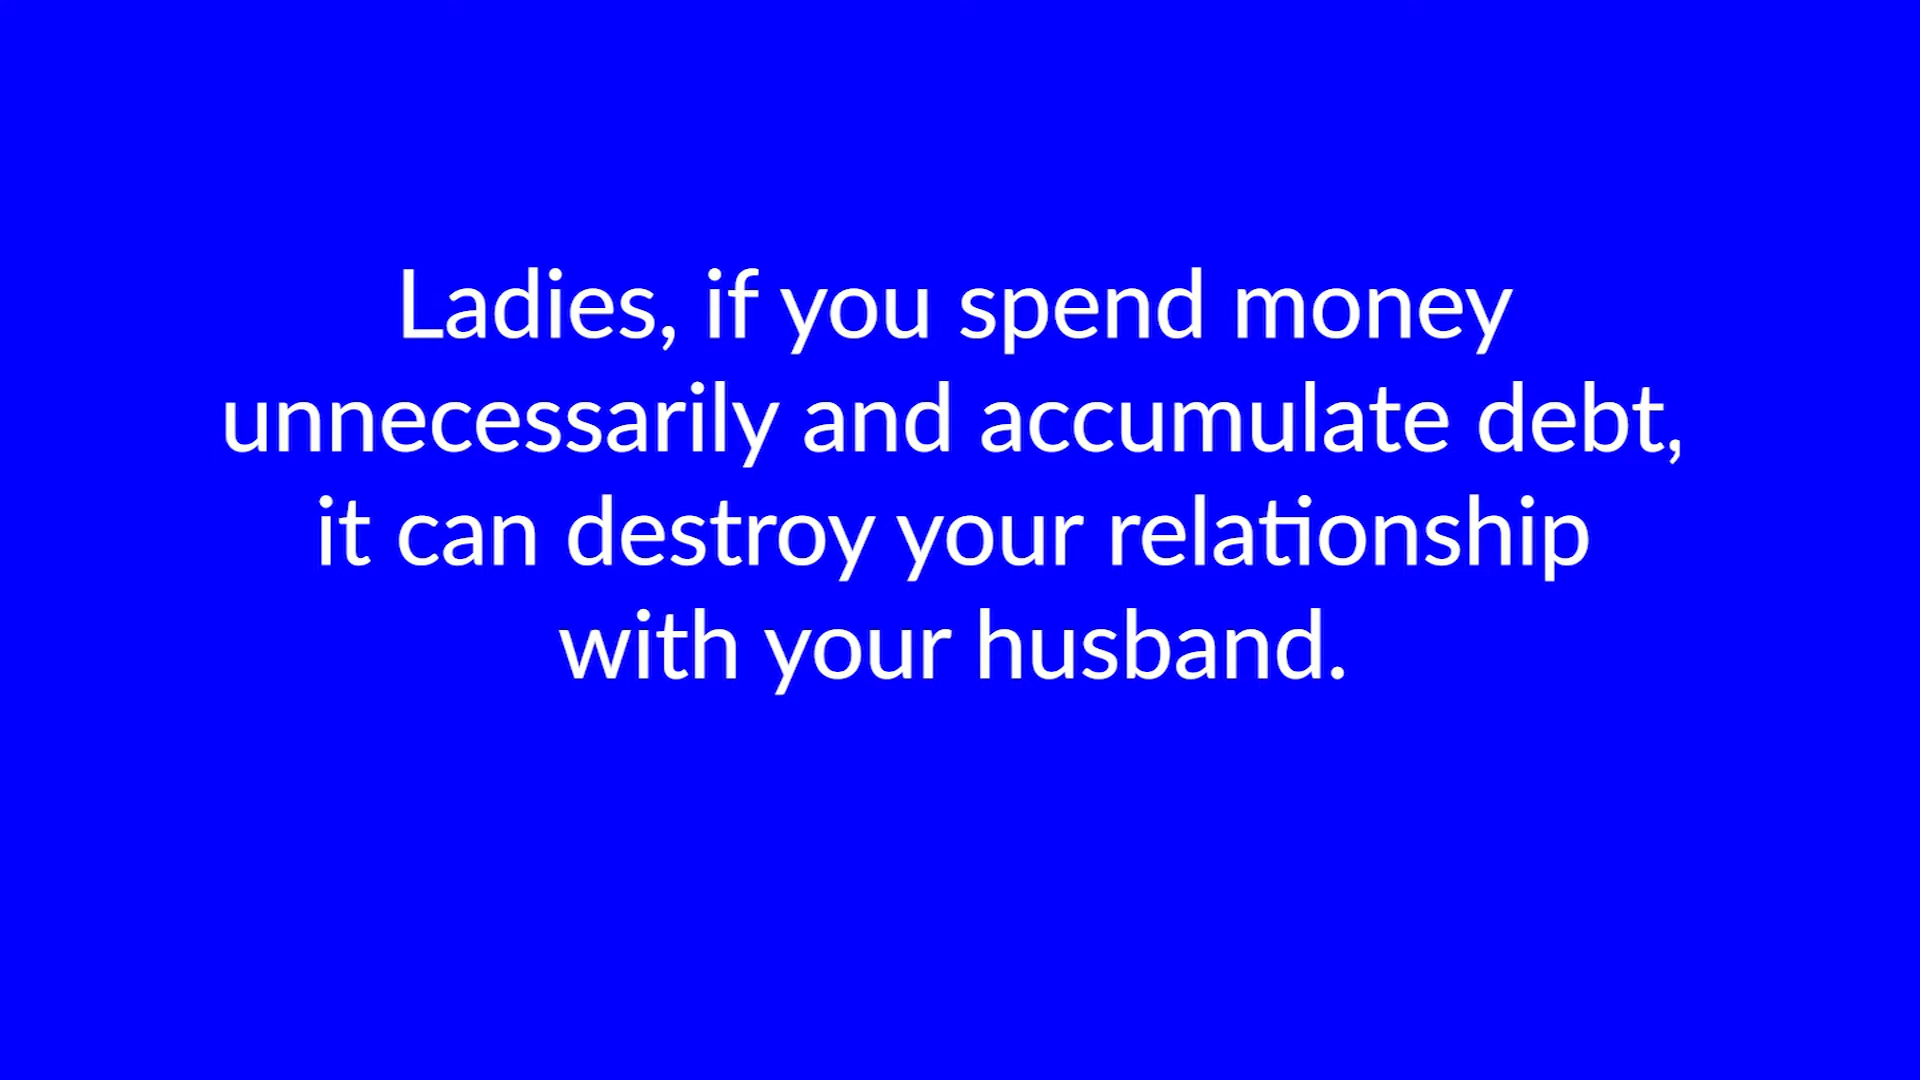 Ladies, if you spend money
unnecessarily and accumulate debt,
it can destroy your relationship
with your husband.